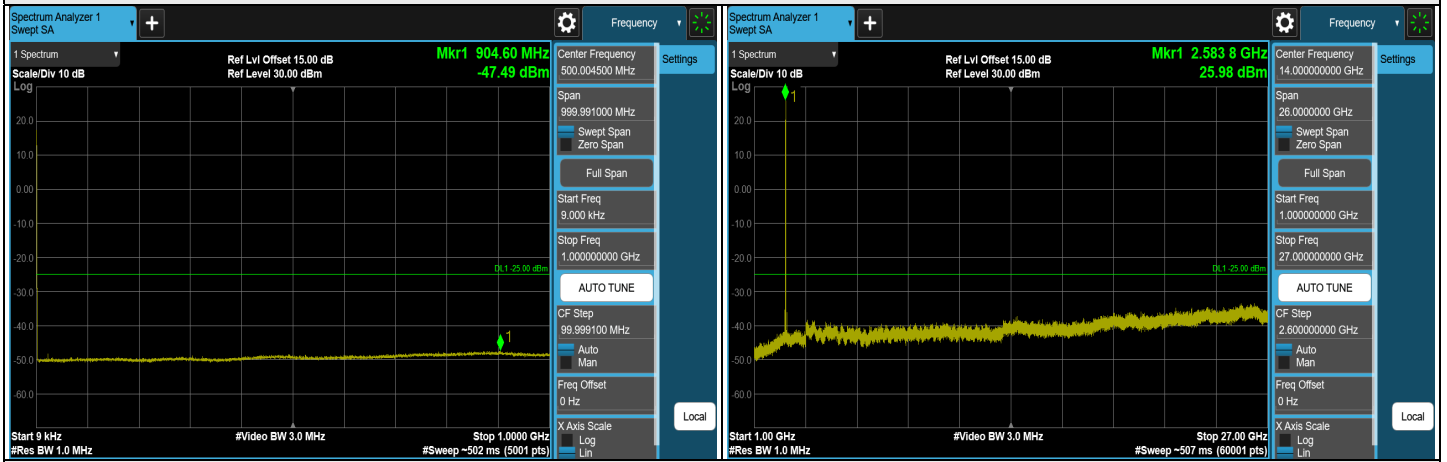 Spectrum Analyzer 1
Swept SA
+
Frequency
1 Spectrum
Scale/Div 10 dB
Log
Ref Lvl Offset 15.00 dB
Ref Level 30.00 dBm
Mkr1 904.60 MHz
-47.49 dBm
20.0
10.0
0.00
-10.0
-20.0
-30.0
-40.0
-50.0
-60.0
DL1 -25.00 dBm
1
Start 9 kHz
#Res BW 1.0 MHz
#Video BW 3.0 MHz
Stop 1.0000 GHz
#Sweep ~502 ms (5001 pts)
Center Frequency
500.004500 MHz
Span
999.991000 MHz
Swept Span
Zero Span
Full Span
Start Freq
9.000 kHz
Stop Freq
1.000000000 GHz
AUTO TUNE
CF Step
99.999100 MHz
Auto
Man
Freq Offset
0 Hz
X Axis Scale
Log
Lin
Settings
Local
Spectrum Analyzer 1
Swept SA
+
Frequency
1 Spectrum
Scale/Div 10 dB
Log
Ref Lvl Offset 15.00 dB
Ref Level 30.00 dBm
Mkr1 2.583 8 GHz
25.98 dBm
1
20.0
10.0
0.00
-10.0
-20.0
-30.0
-40.0
-50.0
-60.0
DL1 -25.00 dBm
Start 1.00 GHz
#Res BW 1.0 MHz
#Video BW 3.0 MHz
Stop 27.00 GHz
#Sweep ~507 ms (60001 pts)
Center Frequency
14.000000000 GHz
Span
26.0000000 GHz
Swept Span
Zero Span
Full Span
Start Freq
1.000000000 GHz
Stop Freq
27.000000000 GHz
AUTO TUNE
CF Step
2.600000000 GHz
Auto
Man
Freq Offset
0 Hz
X Axis Scale
Log
Lin
Settings
Local